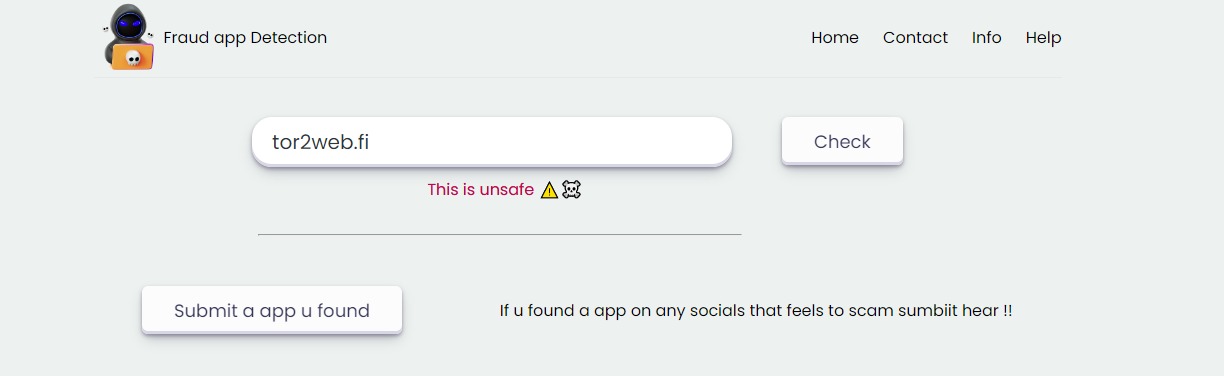 Fraud app Detection
Home Contact Info Help
tor2web.fi
Check
This is unsafe ⚠️☠️
Submit a app u found
If u found a app on any socials that feels to scam sumbiit hear !!